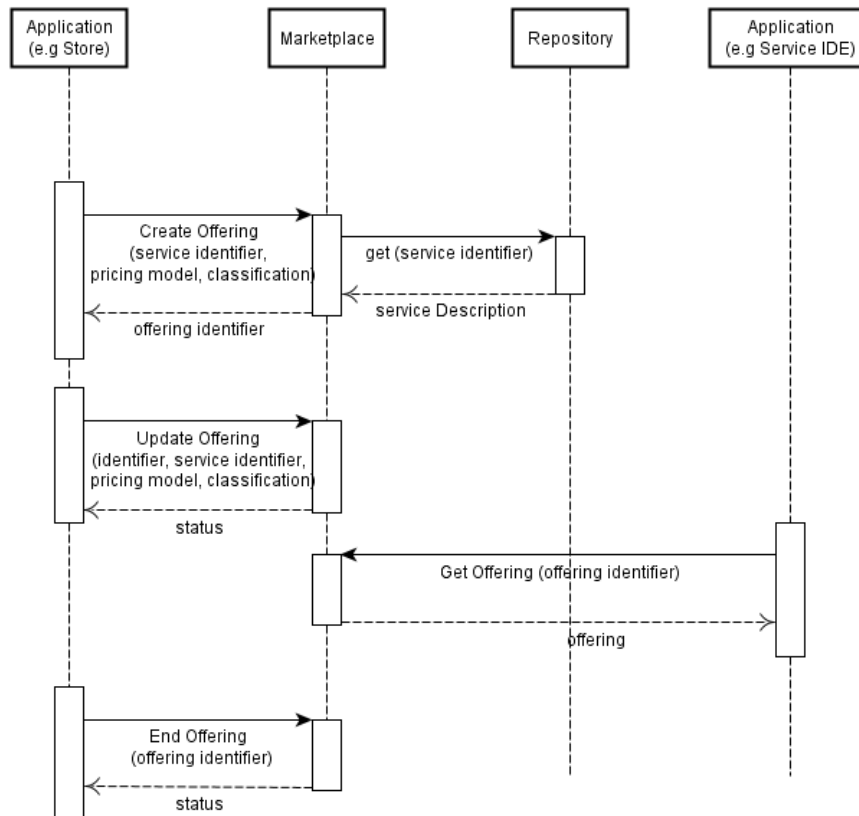 Application
(e.g Store)
Marketplace
Repository
Application
(e.g Service IDE)
Create Offering
(service identifier,
pricing model, classification)
get (service identifier)
service Description
offering identifier
Update Offering
(identifier, service identifier,
pricing model, classification)
status
Get Offering (offering identifier)
offering
End Offering
(offering identifier)
status